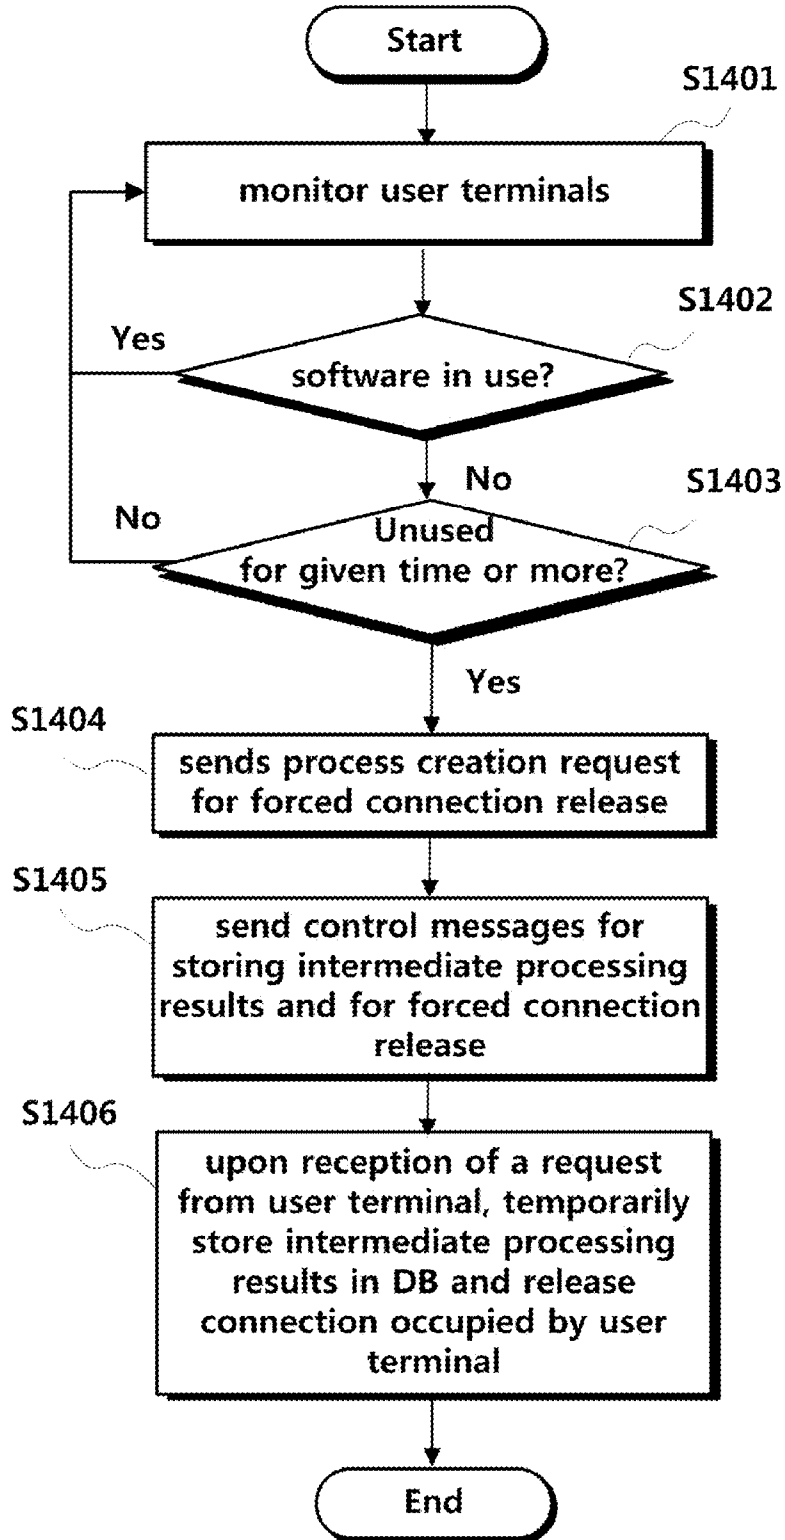 Start
S1401
monitor user terminals
S1402
Yes
software in use?
No
S1403
No
Unused
for given time or more?
Yes
S1404
sends process creation request
for forced connection release
S1405
send control messages for
storing intermediate processing
results and for forced connection
release
S1406
upon reception of a request
from user terminal, temporarily
store intermediate processing
results in DB and release
connection occupied by user
terminal
End